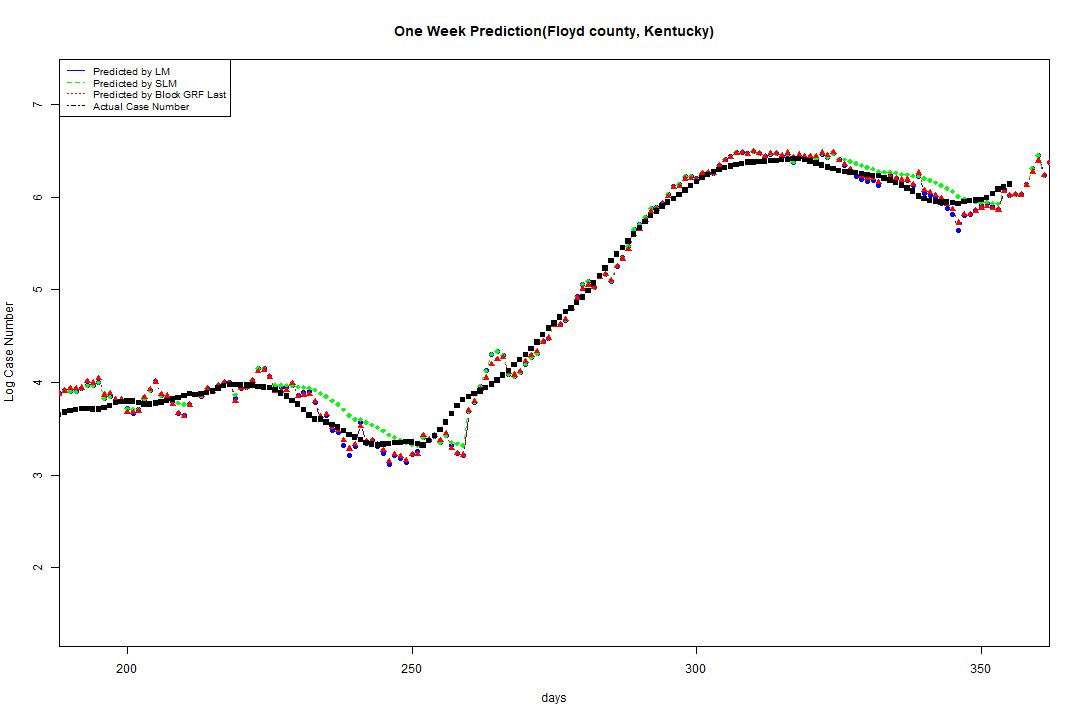 One Week Prediction(Floyd county, Kentucky)
Predicted by LM
Predicted by SLM
Predicted by Block GRF Last
Actual Case Number
7
6
5
4
3
2
Log Case Number
200 250 300 350
days